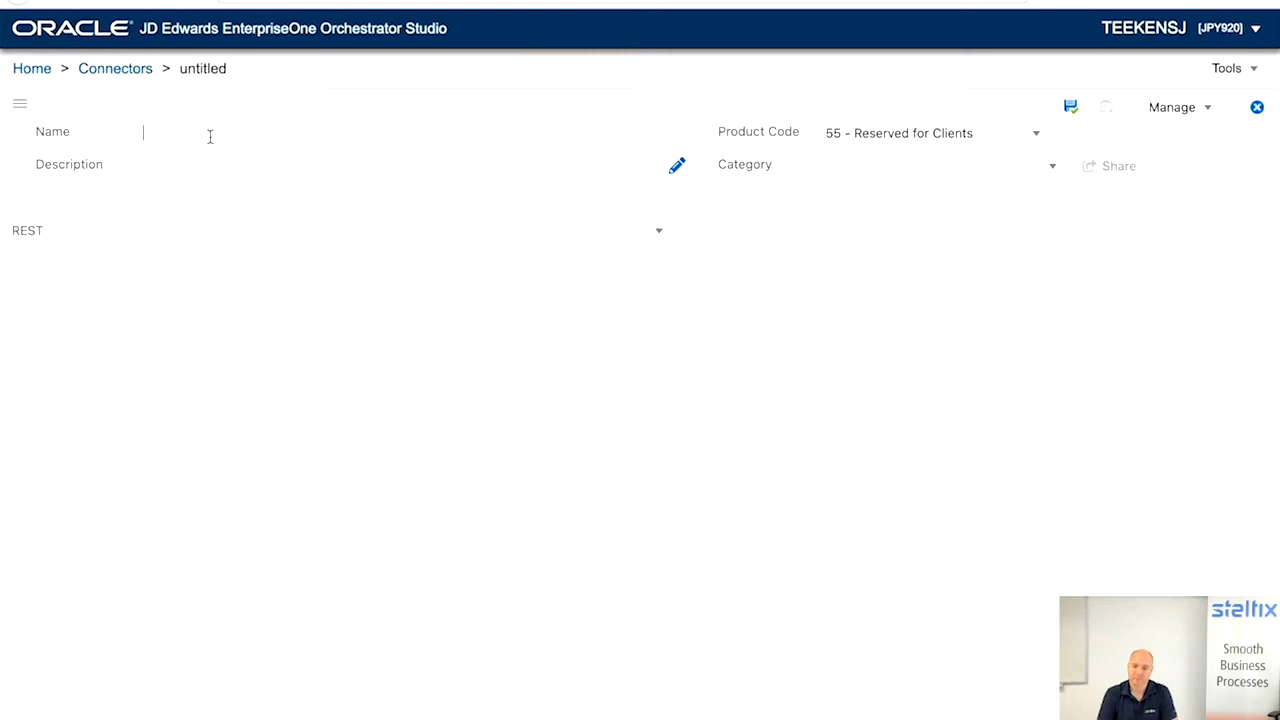 ORACLE® JD Edwards EnterpriseOne Orchestrator Studio TEEKENSJ [JPY920]
Home > Connectors > untitled Tools
Manage
Name Product Code 55 - Reserved for Clients
Description Category Share
REST
steltix
Smooth
Business
Processes